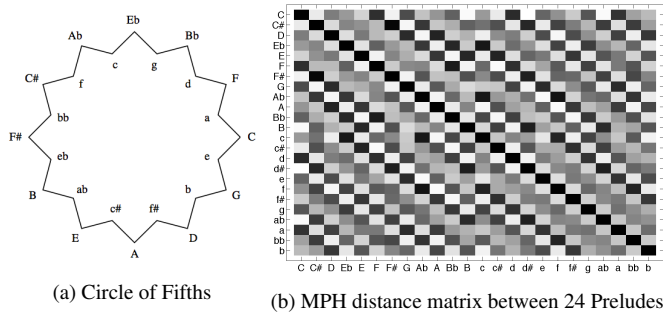 Eb
Ab
Bb
c
g
C#
f
d
F
bb
a
F#
C
eb
e
B
ab
b
G
c#
f#
E
D
A
(a) Circle of Fifths
C
C#
D
Eb
E
F
F#
G
Ab
A
Bb
B
c
c#
d
d#
e
f
f#
g
ab
a
bb
b
C C# D Eb E F F# G Ab A Bb B c c# d d# e f f# g ab a bb b
(b) MPH distance matrix between 24 Preludes